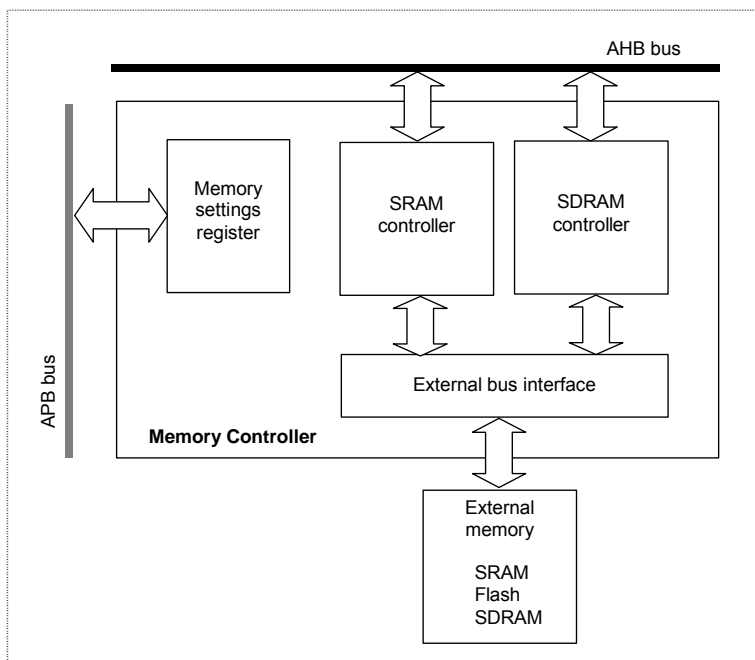 AHB bus
Memory
settings
register
SRAM
controller
SDRAM
controller
APB bus
External bus interface
Memory Controller
External
memory
SRAM
Flash
SDRAM